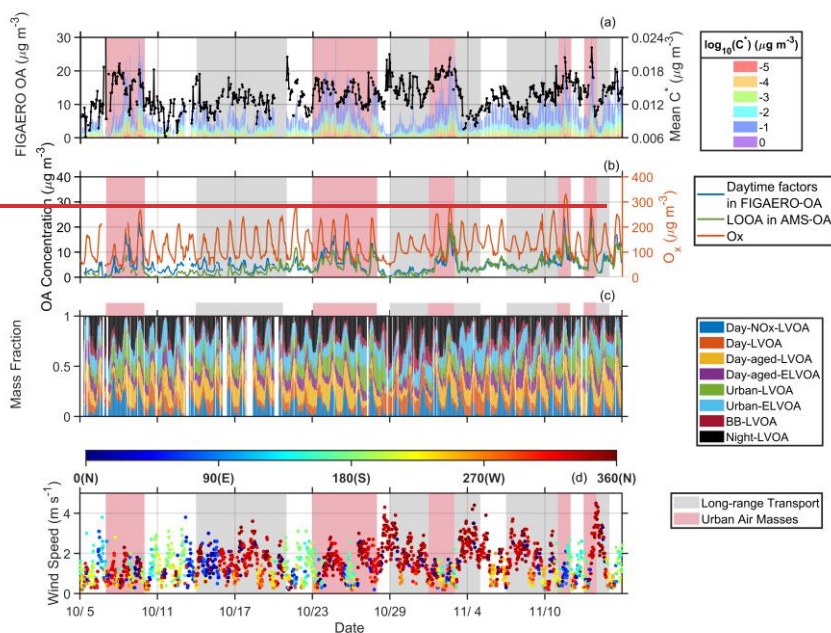 (a)
FIGAERO OA (μg m⁻³)
30
20
10
0
0.024
0.018
0.012
0.006
Mean C* (μg m⁻³)
log₁₀(C*) (μg m⁻³)
-5
-4
-3
-2
-1
0
(b)
OA Concentration (μg m⁻³)
40
30
20
10
0
400
300
200
100
0
Oₓ (μg m⁻³)
Daytime factors
in FIGAERO-OA
LOOA in AMS-OA
Ox
(c)
Mass Fraction
1
0.5
0
Day-NOx-LVOA
Day-LVOA
Day-aged-LVOA
Day-aged-ELVOA
Urban-LVOA
Urban-ELVOA
BB-LVOA
Night-LVOA
0(N) 90(E) 180(S) 270(W) (d) 360(N)
Wind Speed (m s⁻¹)
4
2
0
Long-range Transport
Urban Air Masses
10/ 5 10/11 10/17 10/23 10/29 11/ 4 11/10
Date